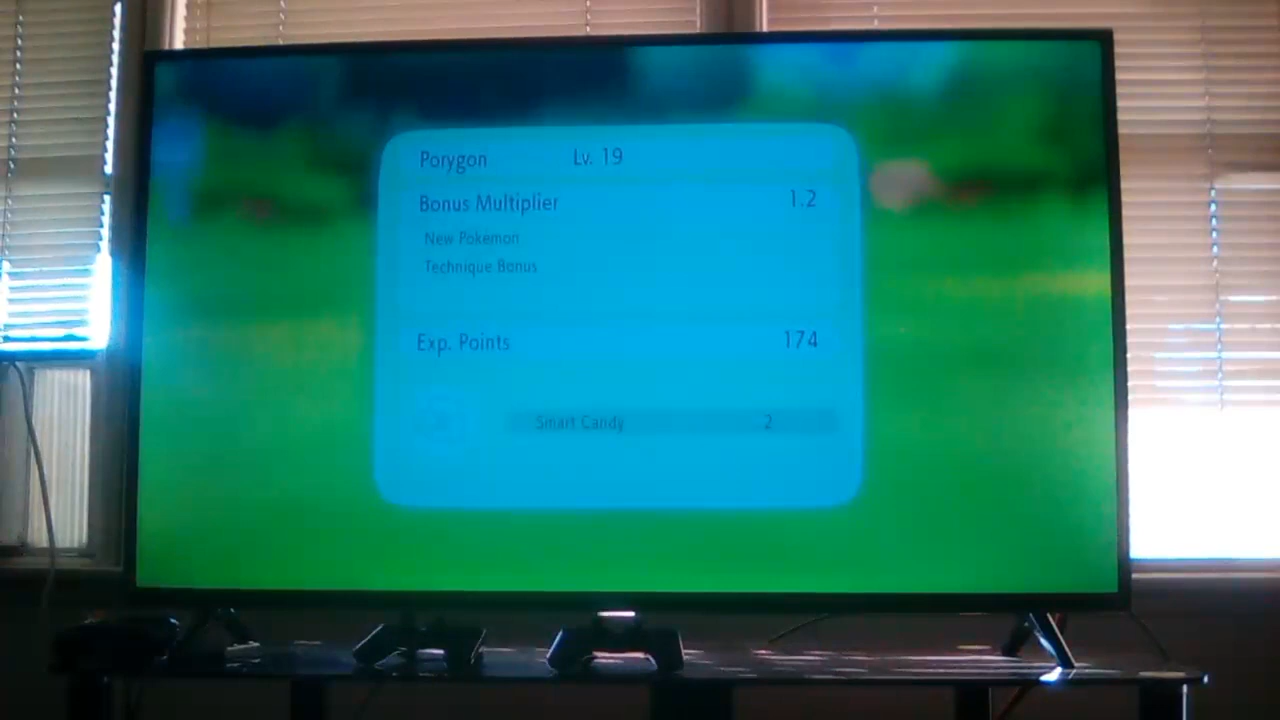 Porygon Lv. 19
Bonus Multiplier 1.2
New Pokemon
Technique Bonus
Exp. Points 174
Smart Candy 2